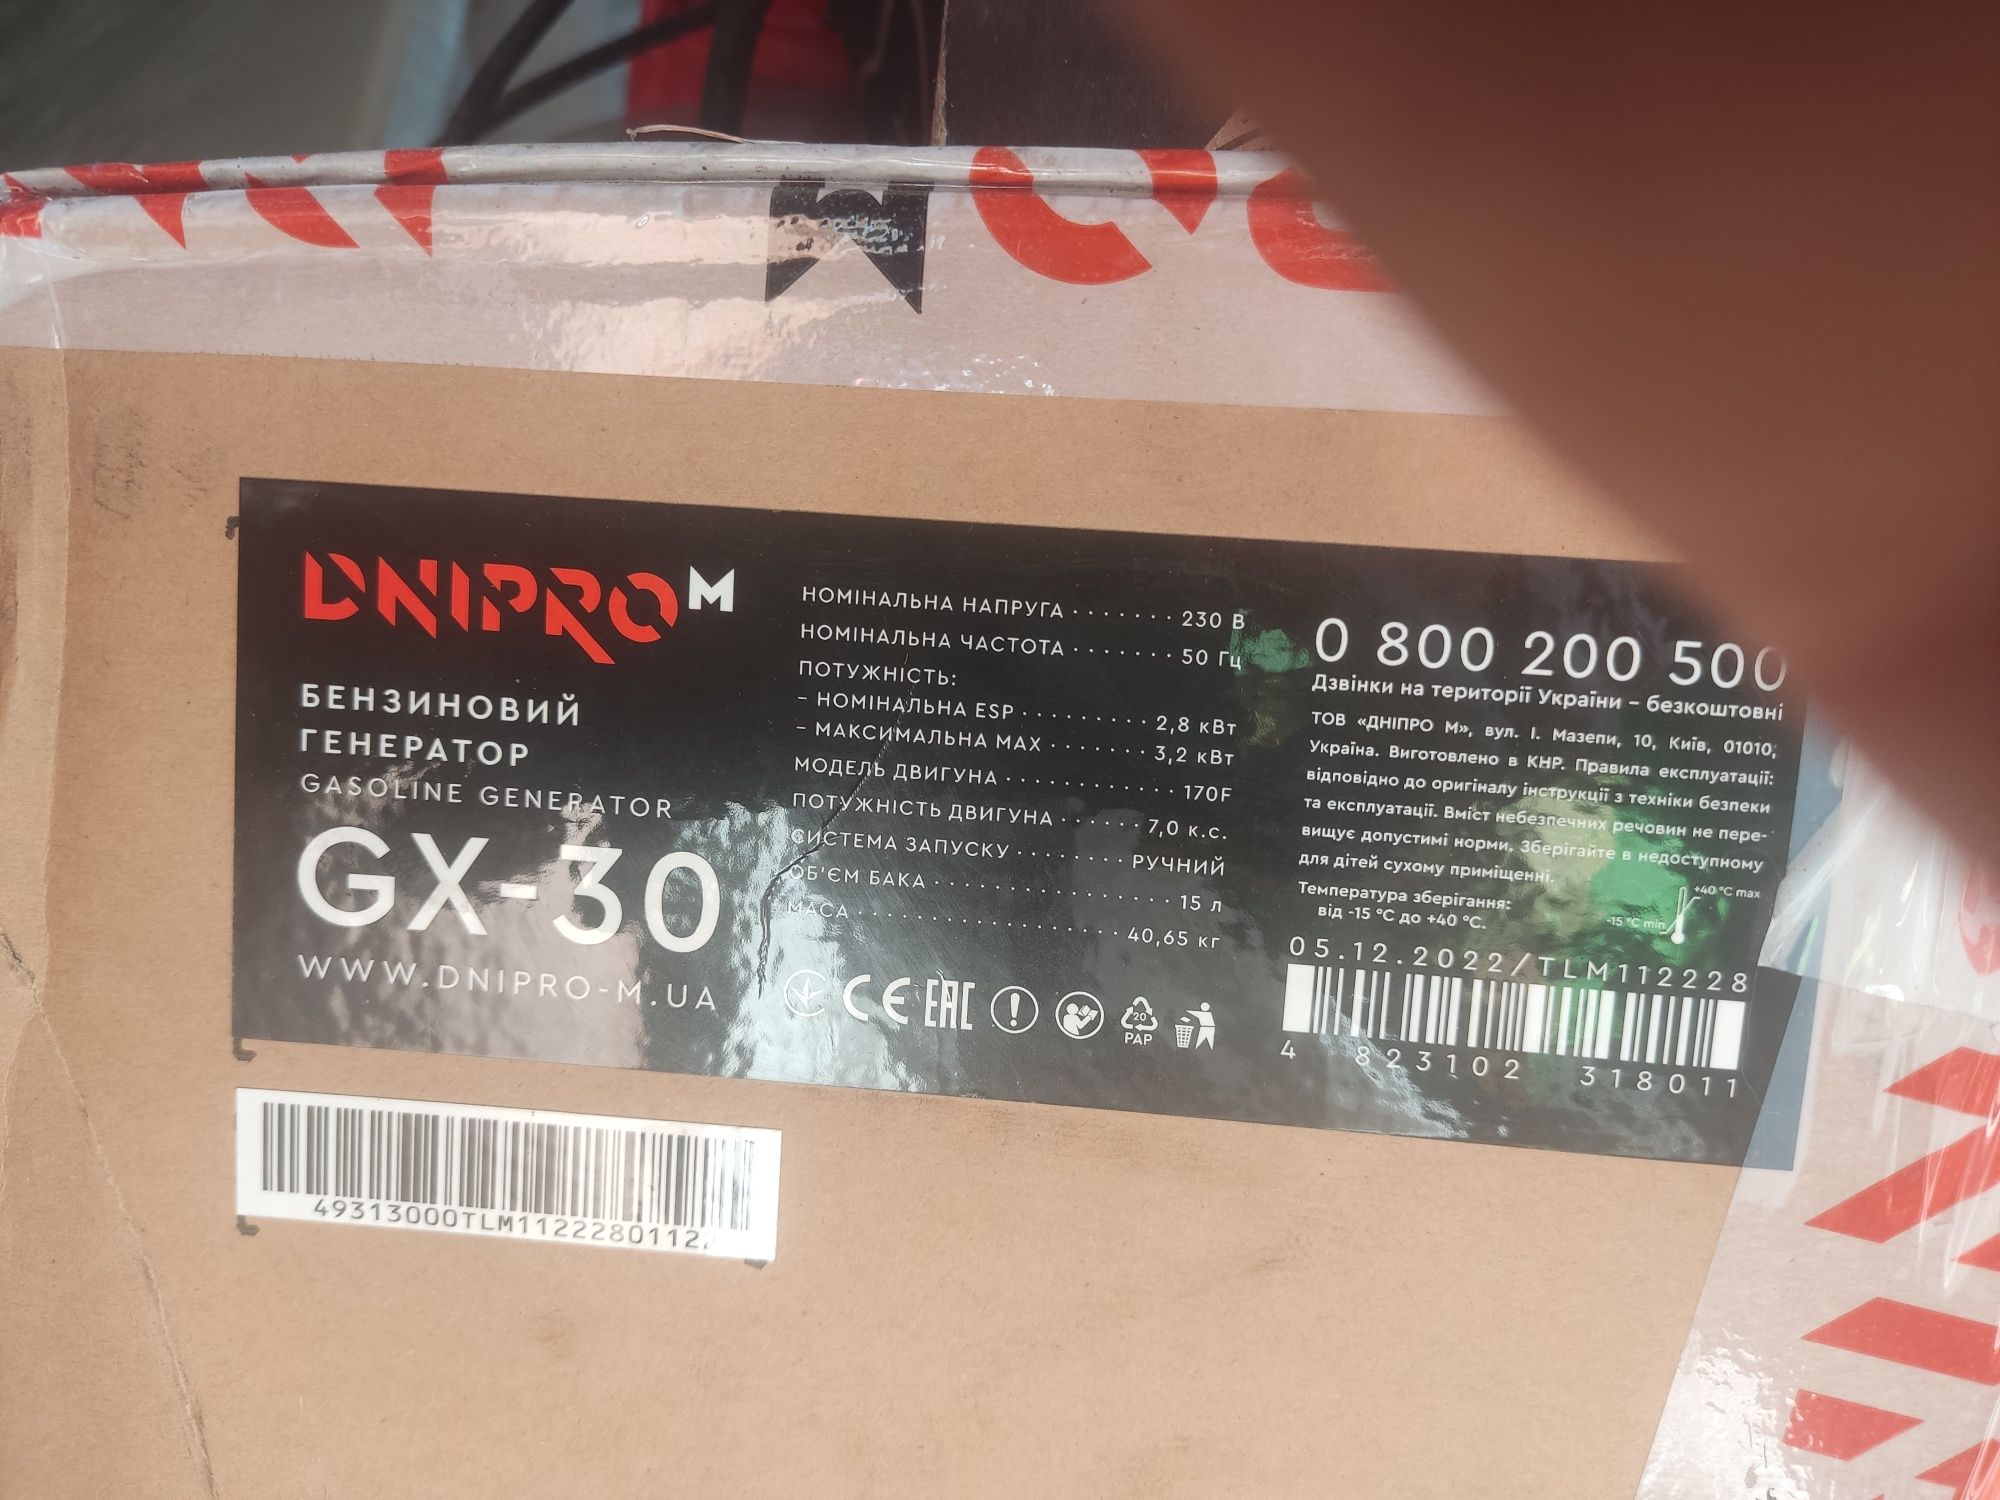 DNIPRO M
БЕНЗИНОВИЙ
ГЕНЕРАТОР
GASOLINE GENERATOR
GX-30
WWW.DNIPRO-M.UA
НОМІНАЛЬНА НАПРУГА . . . . . . . 230 В
НОМІНАЛЬНА ЧАСТОТА . . . . . . . 50 Гц
ПОТУЖНІСТЬ:
– НОМІНАЛЬНА ESP . . . . . . . . . 2,8 кВт
– МАКСИМАЛЬНА MAX . . . . . . . 3,2 кВт
МОДЕЛЬ ДВИГУНА . . . . . . . . . . . 170F
ПОТУЖНІСТЬ ДВИГУНА . . . . . . 7,0 к.с.
СИСТЕМА ЗАПУСКУ . . . . . . . . РУЧНИЙ
ОБ'ЄМ БАКА . . . . . . . . . . . . . . . 15 л
МАСА . . . . . . . . . . . . . . . . . 40,65 кг
CE EAC
20
PAP
0 800 200 500
Дзвінки на території України – безкоштовні
ТОВ «ДНІПРО М», вул. І. Мазепи, 10, Київ, 01010,
Україна. Виготовлено в КНР. Правила експлуатації:
відповідно до оригіналу інструкції з техніки безпеки
та експлуатації. Вміст небезпечних речовин не пере-
вищує допустимі норми. Зберігайте в недоступному
для дітей сухому приміщенні.
Температура зберігання:
від -15 °C до +40 °C.
+40 °C max
-15 °C min
05.12.2022/TLM112228
4 823102 318011
49313000TLM1122280112